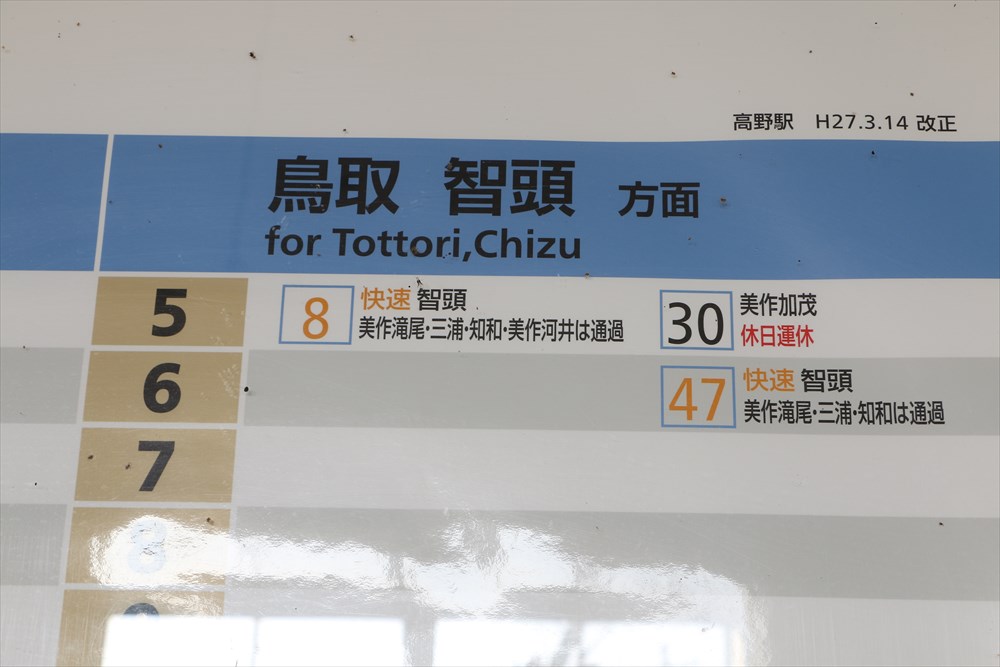 高野駅 H27.3.14 改正
鳥取 智頭 方面
for Tottori,Chizu
5
8 快速 智頭
美作滝尾・三浦・知和・美作河井は通過
30 美作加茂
休日運休
6
47 快速 智頭
美作滝尾・三浦・知和は通過
7
8